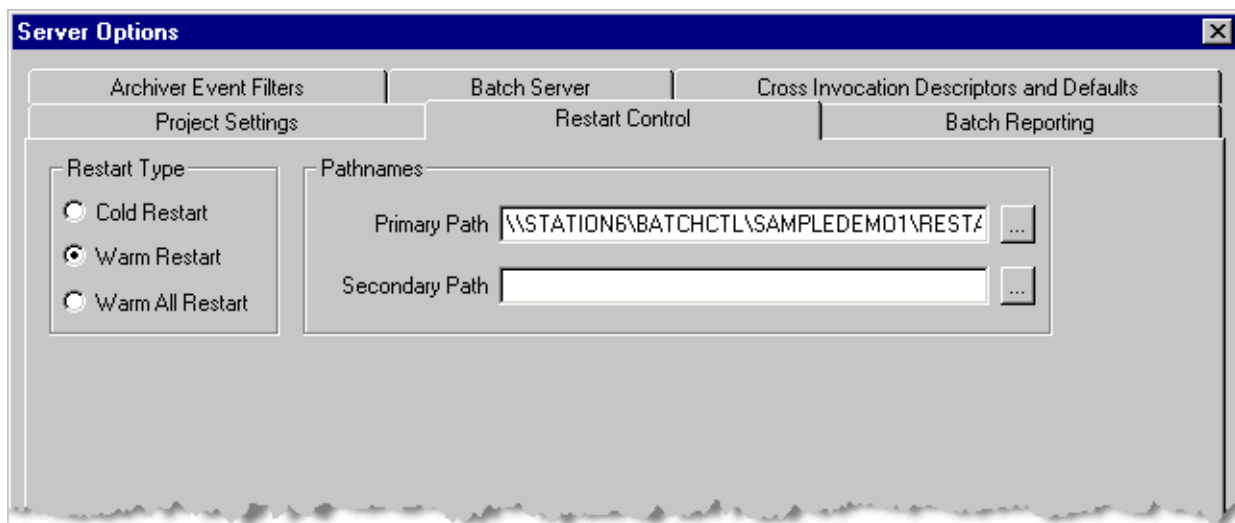 Server Options
Archiver Event Filters
Batch Server
Cross Invocation Descriptors and Defaults
Project Settings
Restart Control
Batch Reporting
Restart Type
Cold Restart
Warm Restart
Warm All Restart
Pathnames
Primary Path \\STATION6\BATCHCTL\SAMPLEDEMO1\RESTA
...
Secondary Path
...